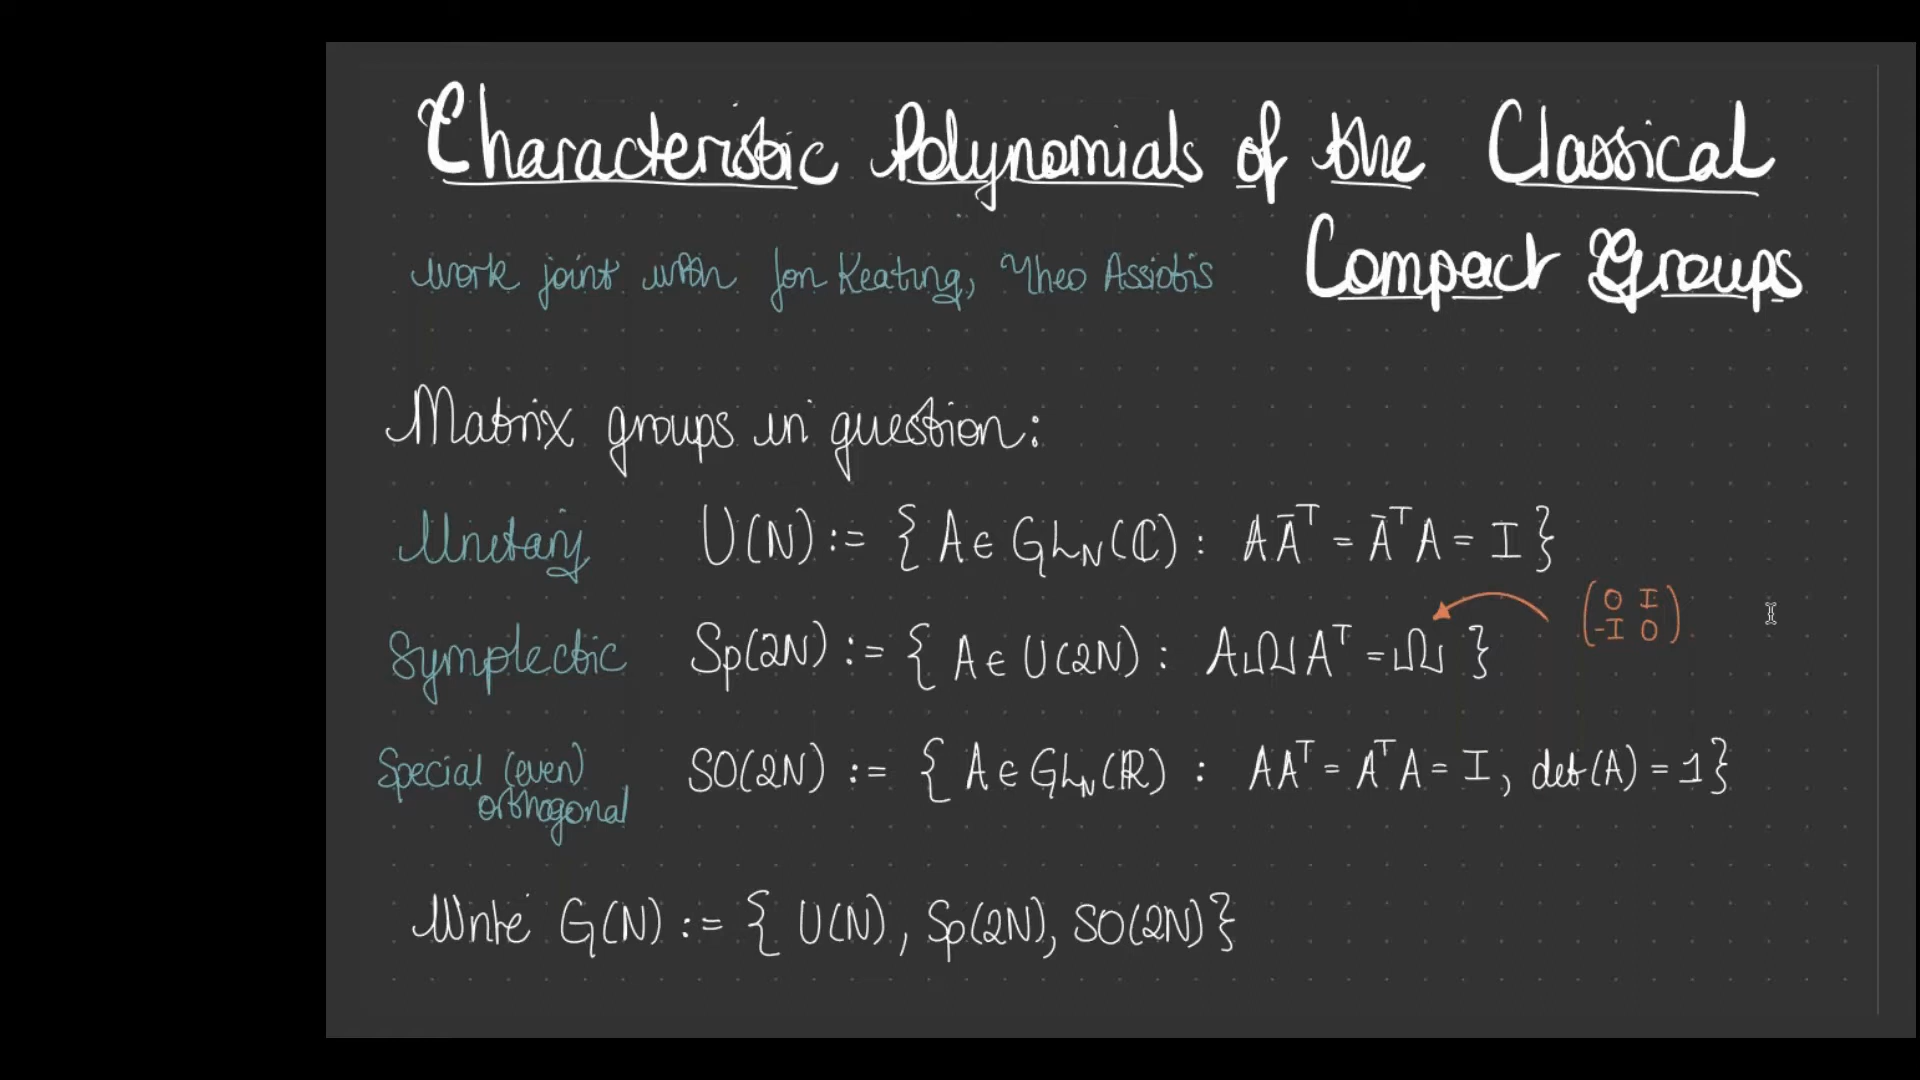 Characteristic Polynomials of the Classical
Compact Groups
work joint with Jon Keating, Theo Assiotis
Matrix groups in question:
Unitary U(N) := { A ∈ GL_N(ℂ) : AĀ^T = Ā^T A = I }
(0 I
-I 0)
Symplectic Sp(2N) := { A ∈ U(2N) : AΩA^T = Ω }
Special (even)
orthogonal SO(2N) := { A ∈ GL_N(ℝ) : AA^T = A^T A = I, det(A) = 1 }
Write G(N) := { U(N), Sp(2N), SO(2N) }